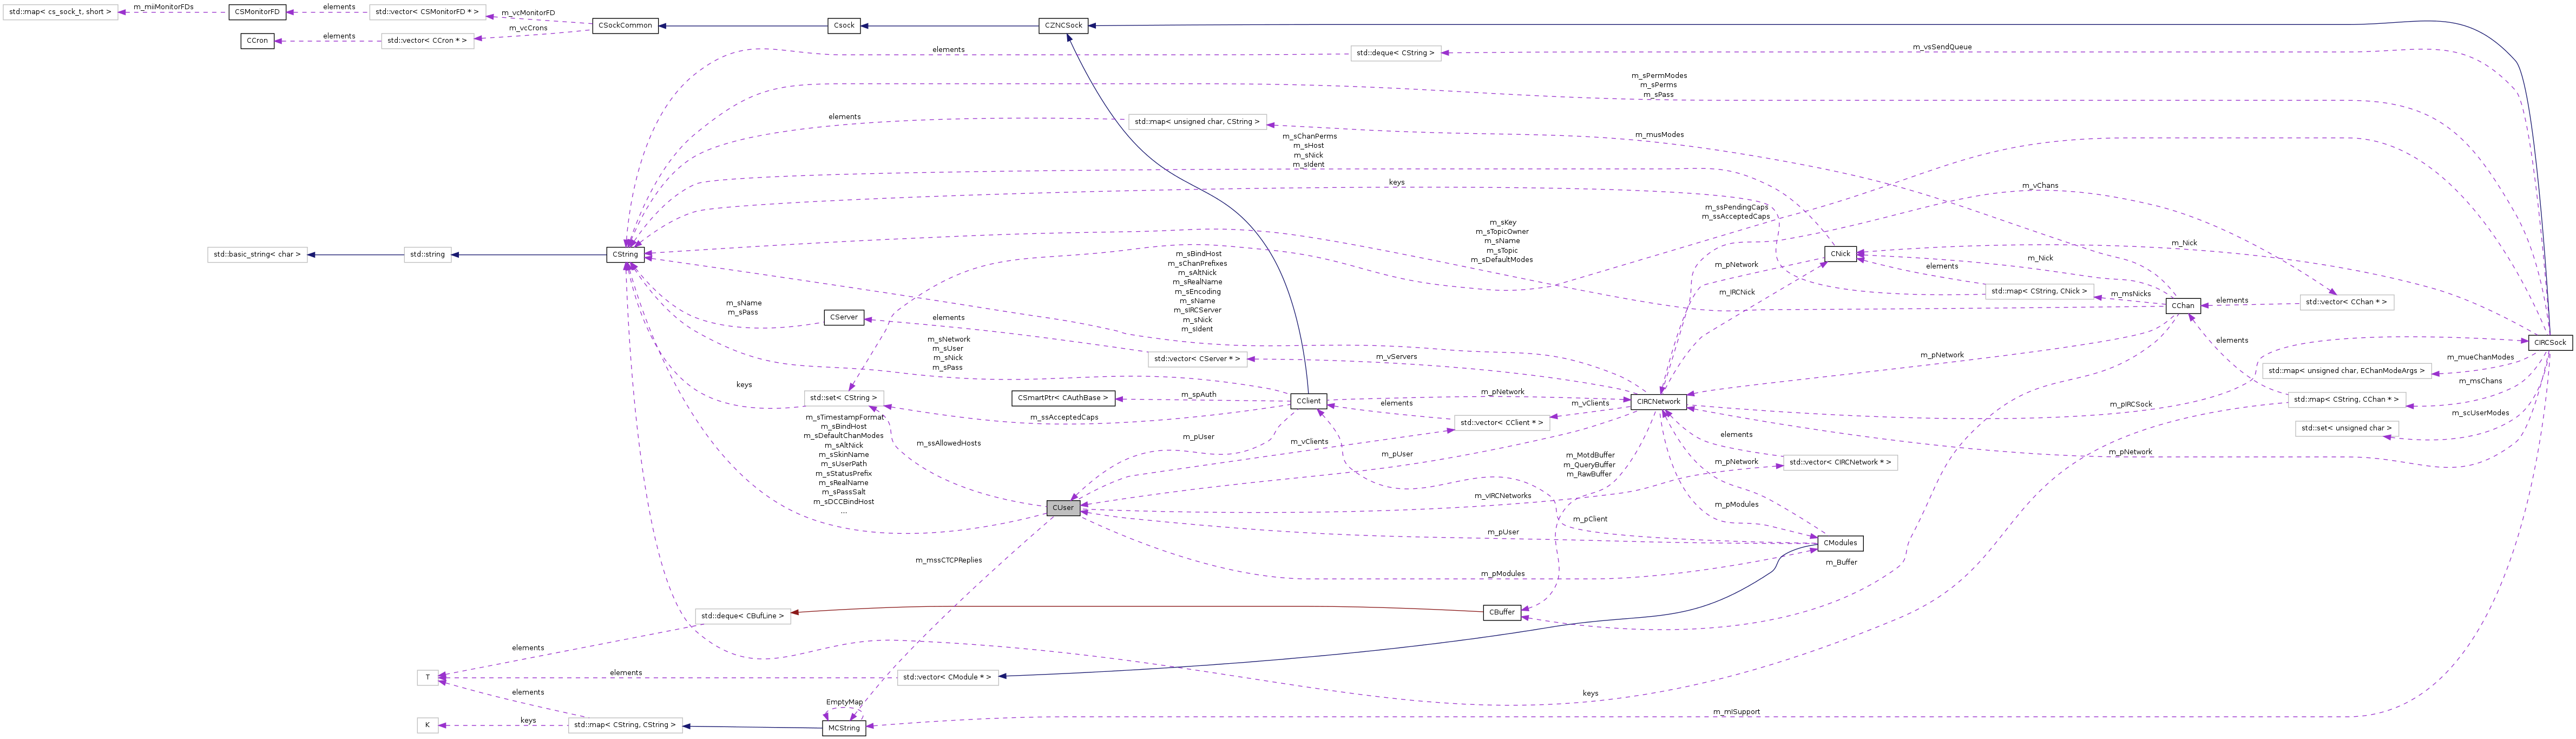 std::map< cs_sock_t, short >
m_miiMonitorFDs
CSMonitorFD
elements
std::vector< CSMonitorFD * >
m_vcMonitorFD
CSockCommon
Csock
CZNCSock
CCron
elements
std::vector< CCron * >
m_vcCrons
elements
std::deque< CString >
m_vsSendQueue
m_sPermModes
m_sPerms
m_sPass
elements
std::map< unsigned char, CString >
m_musModes
m_sChanPerms
m_sHost
m_sNick
m_sIdent
keys
m_vChans
m_ssPendingCaps
m_ssAcceptedCaps
m_sKey
m_sTopicOwner
m_sName
m_sTopic
m_sDefaultModes
std::basic_string< char >
std::string
CString
m_sBindHost
m_sChanPrefixes
m_sAltNick
m_sRealName
m_sEncoding
m_sName
m_sIRCServer
m_sNick
m_sIdent
m_pNetwork
CNick
m_Nick
m_Nick
m_IRCNick
elements
std::map< CString, CNick >
m_msNicks
CChan
elements
std::vector< CChan * >
m_sName
m_sPass
CServer
elements
std::vector< CServer * >
m_vServers
m_pNetwork
elements
CIRCSock
m_mueChanModes
std::map< unsigned char, EChanModeArgs >
m_msChans
std::map< CString, CChan * >
m_scUserModes
std::set< unsigned char >
m_sNetwork
m_sUser
m_sNick
m_sPass
keys
std::set< CString >
CSmartPtr< CAuthBase >
m_spAuth
CClient
m_pNetwork
CIRCNetwork
m_pIRCSock
m_ssAcceptedCaps
elements
std::vector< CClient * >
m_vClients
m_sTimestampFormat
m_sBindHost
m_sDefaultChanModes
m_sAltNick
m_sSkinName
m_sUserPath
m_sStatusPrefix
m_sRealName
m_sPassSalt
m_sDCCBindHost
...
m_ssAllowedHosts
m_pUser
m_vClients
m_pUser
m_MotdBuffer
m_QueryBuffer
m_RawBuffer
elements
m_pNetwork
std::vector< CIRCNetwork * >
m_pNetwork
CUser
m_vIRCNetworks
m_pModules
m_pClient
m_pUser
CModules
m_mssCTCPReplies
m_pModules
m_Buffer
std::deque< CBufLine >
CBuffer
elements
T
elements
std::vector< CModule * >
elements
K
keys
std::map< CString, CString >
EmptyMap
MCString
keys
m_mISupport